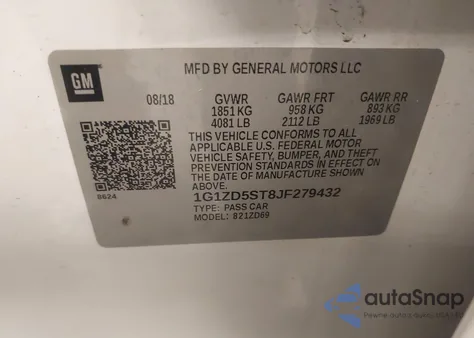 GM
MFD BY GENERAL MOTORS LLC
08/18 GVWR GAWR FRT GAWR RR
1851 KG 958 KG 893 KG
4081 LB 2112 LB 1969 LB
THIS VEHICLE CONFORMS TO ALL
APPLICABLE U.S. FEDERAL MOTOR
VEHICLE SAFETY, BUMPER, AND THEFT
PREVENTION STANDARDS IN EFFECT ON
THE DATE OF MANUFACTURE
SHOWN ABOVE.
8624
1G1ZD5ST8JF279432
TYPE: PASS CAR
MODEL: 821ZD69
autoSnap